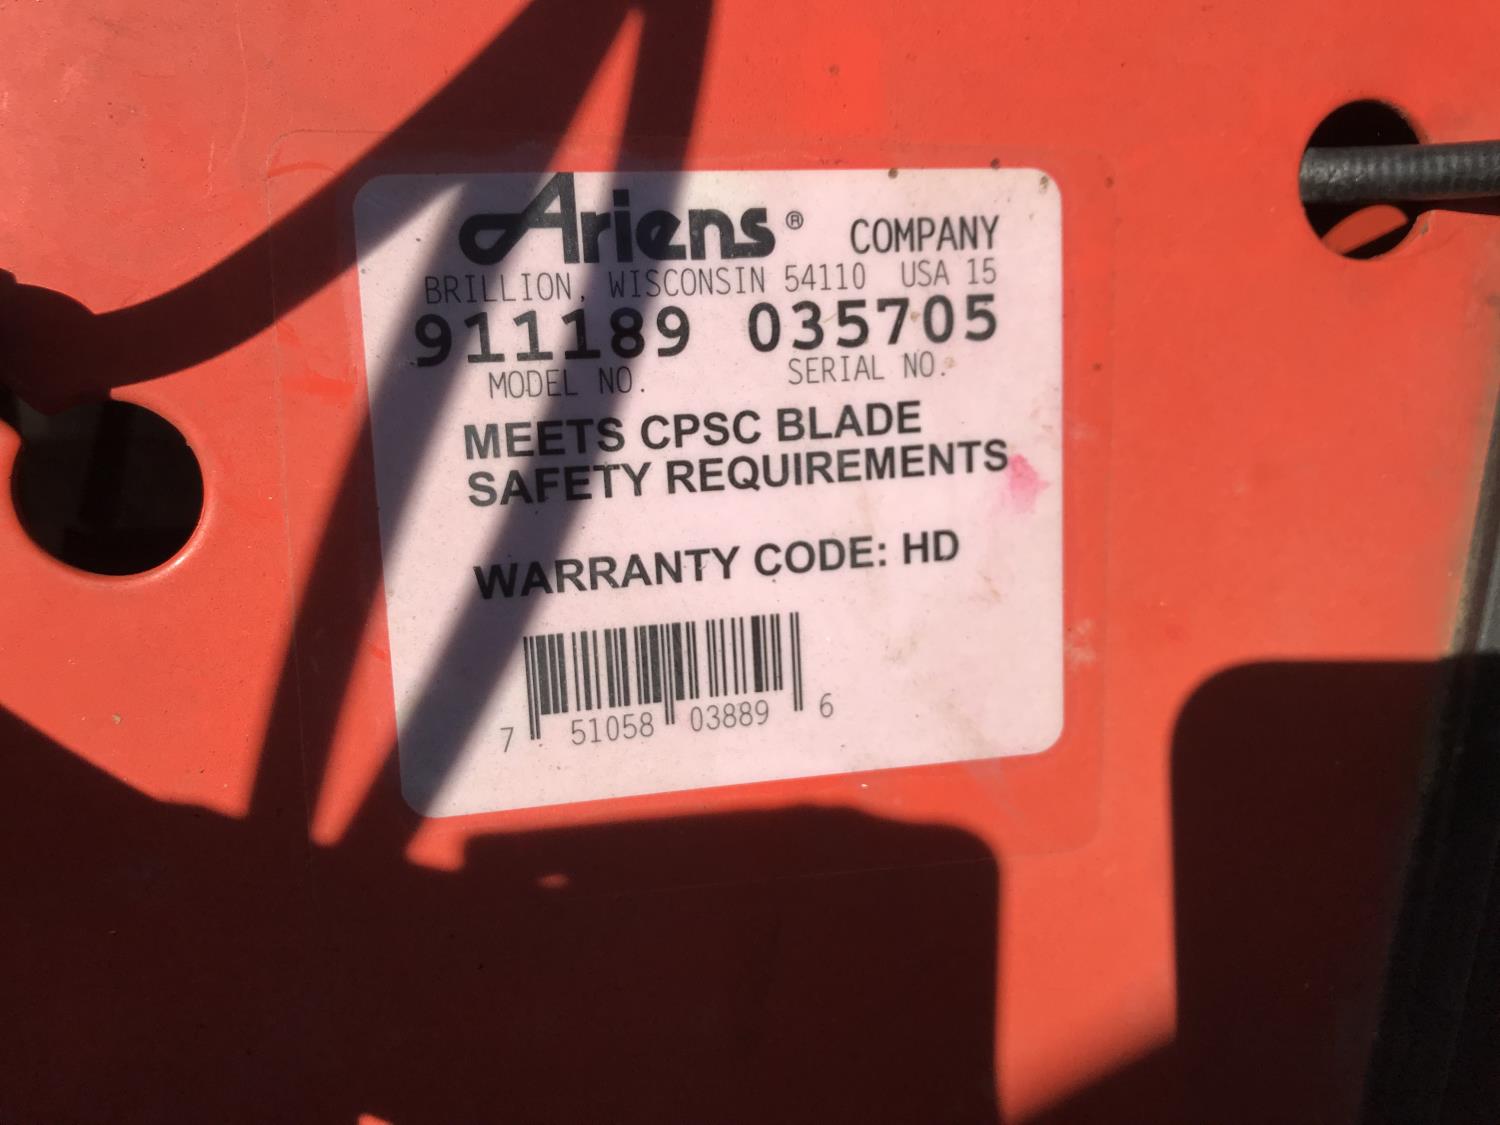 Ariens® COMPANY
BRILLION, WISCONSIN 54110 USA 15
911189 035705
MODEL NO. SERIAL NO.
MEETS CPSC BLADE
SAFETY REQUIREMENTS
WARRANTY CODE: HD
7 51058 03889 6